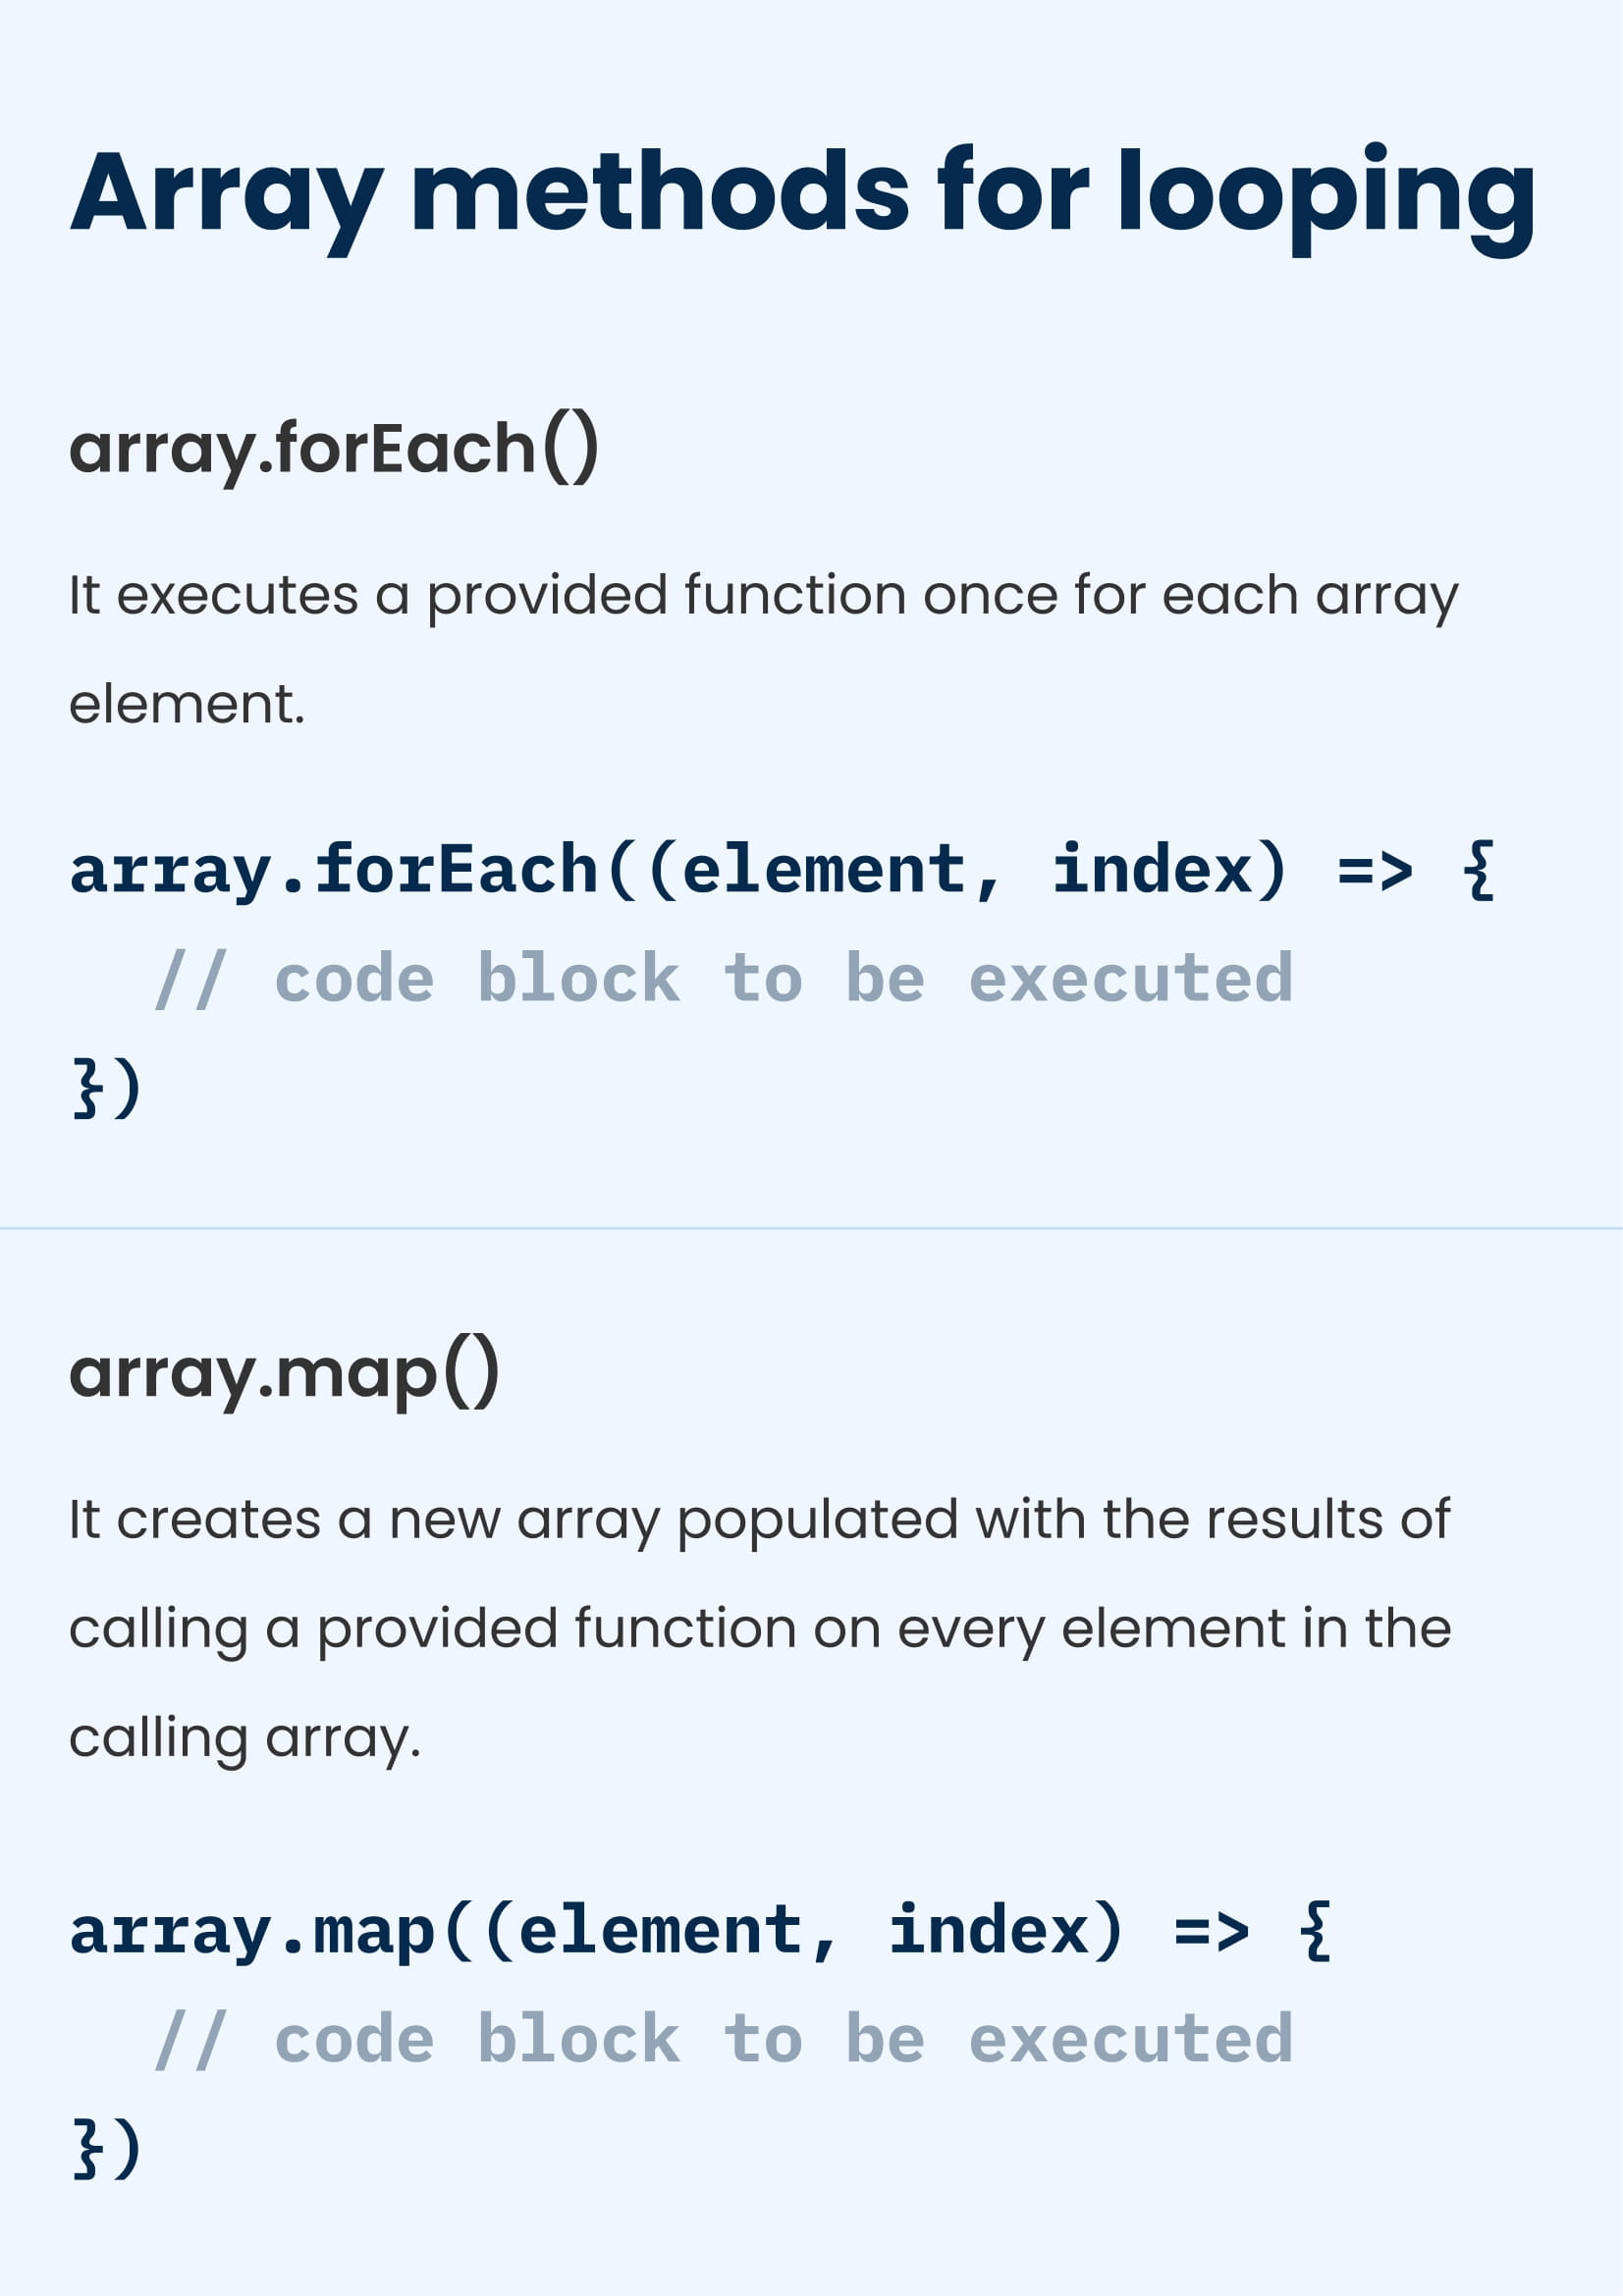 Array methods for looping
array.forEach()
It executes a provided function once for each array
element.
array.forEach((element, index) => {
  // code block to be executed
})
array.map()
It creates a new array populated with the results of
calling a provided function on every element in the
calling array.
array.map((element, index) => {
  // code block to be executed
})